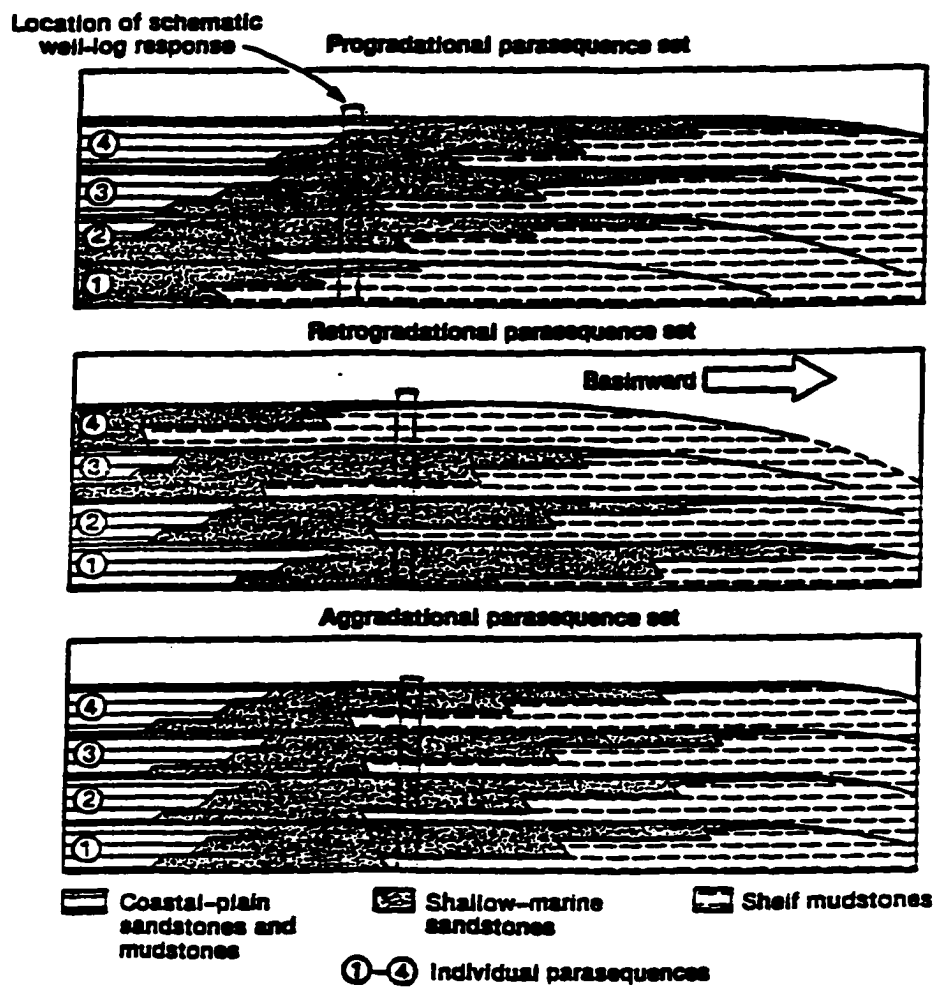 Location of schematic
well-log response
Progradational parasequence set
4
3
2
1
Retrogradational parasequence set
Basinward
4
3
2
1
Aggradational parasequence set
4
3
2
1
Coastal-plain
sandstones and
mudstones
Shallow-marine
sandstones
Shelf mudstones
1-4 Individual parasequences